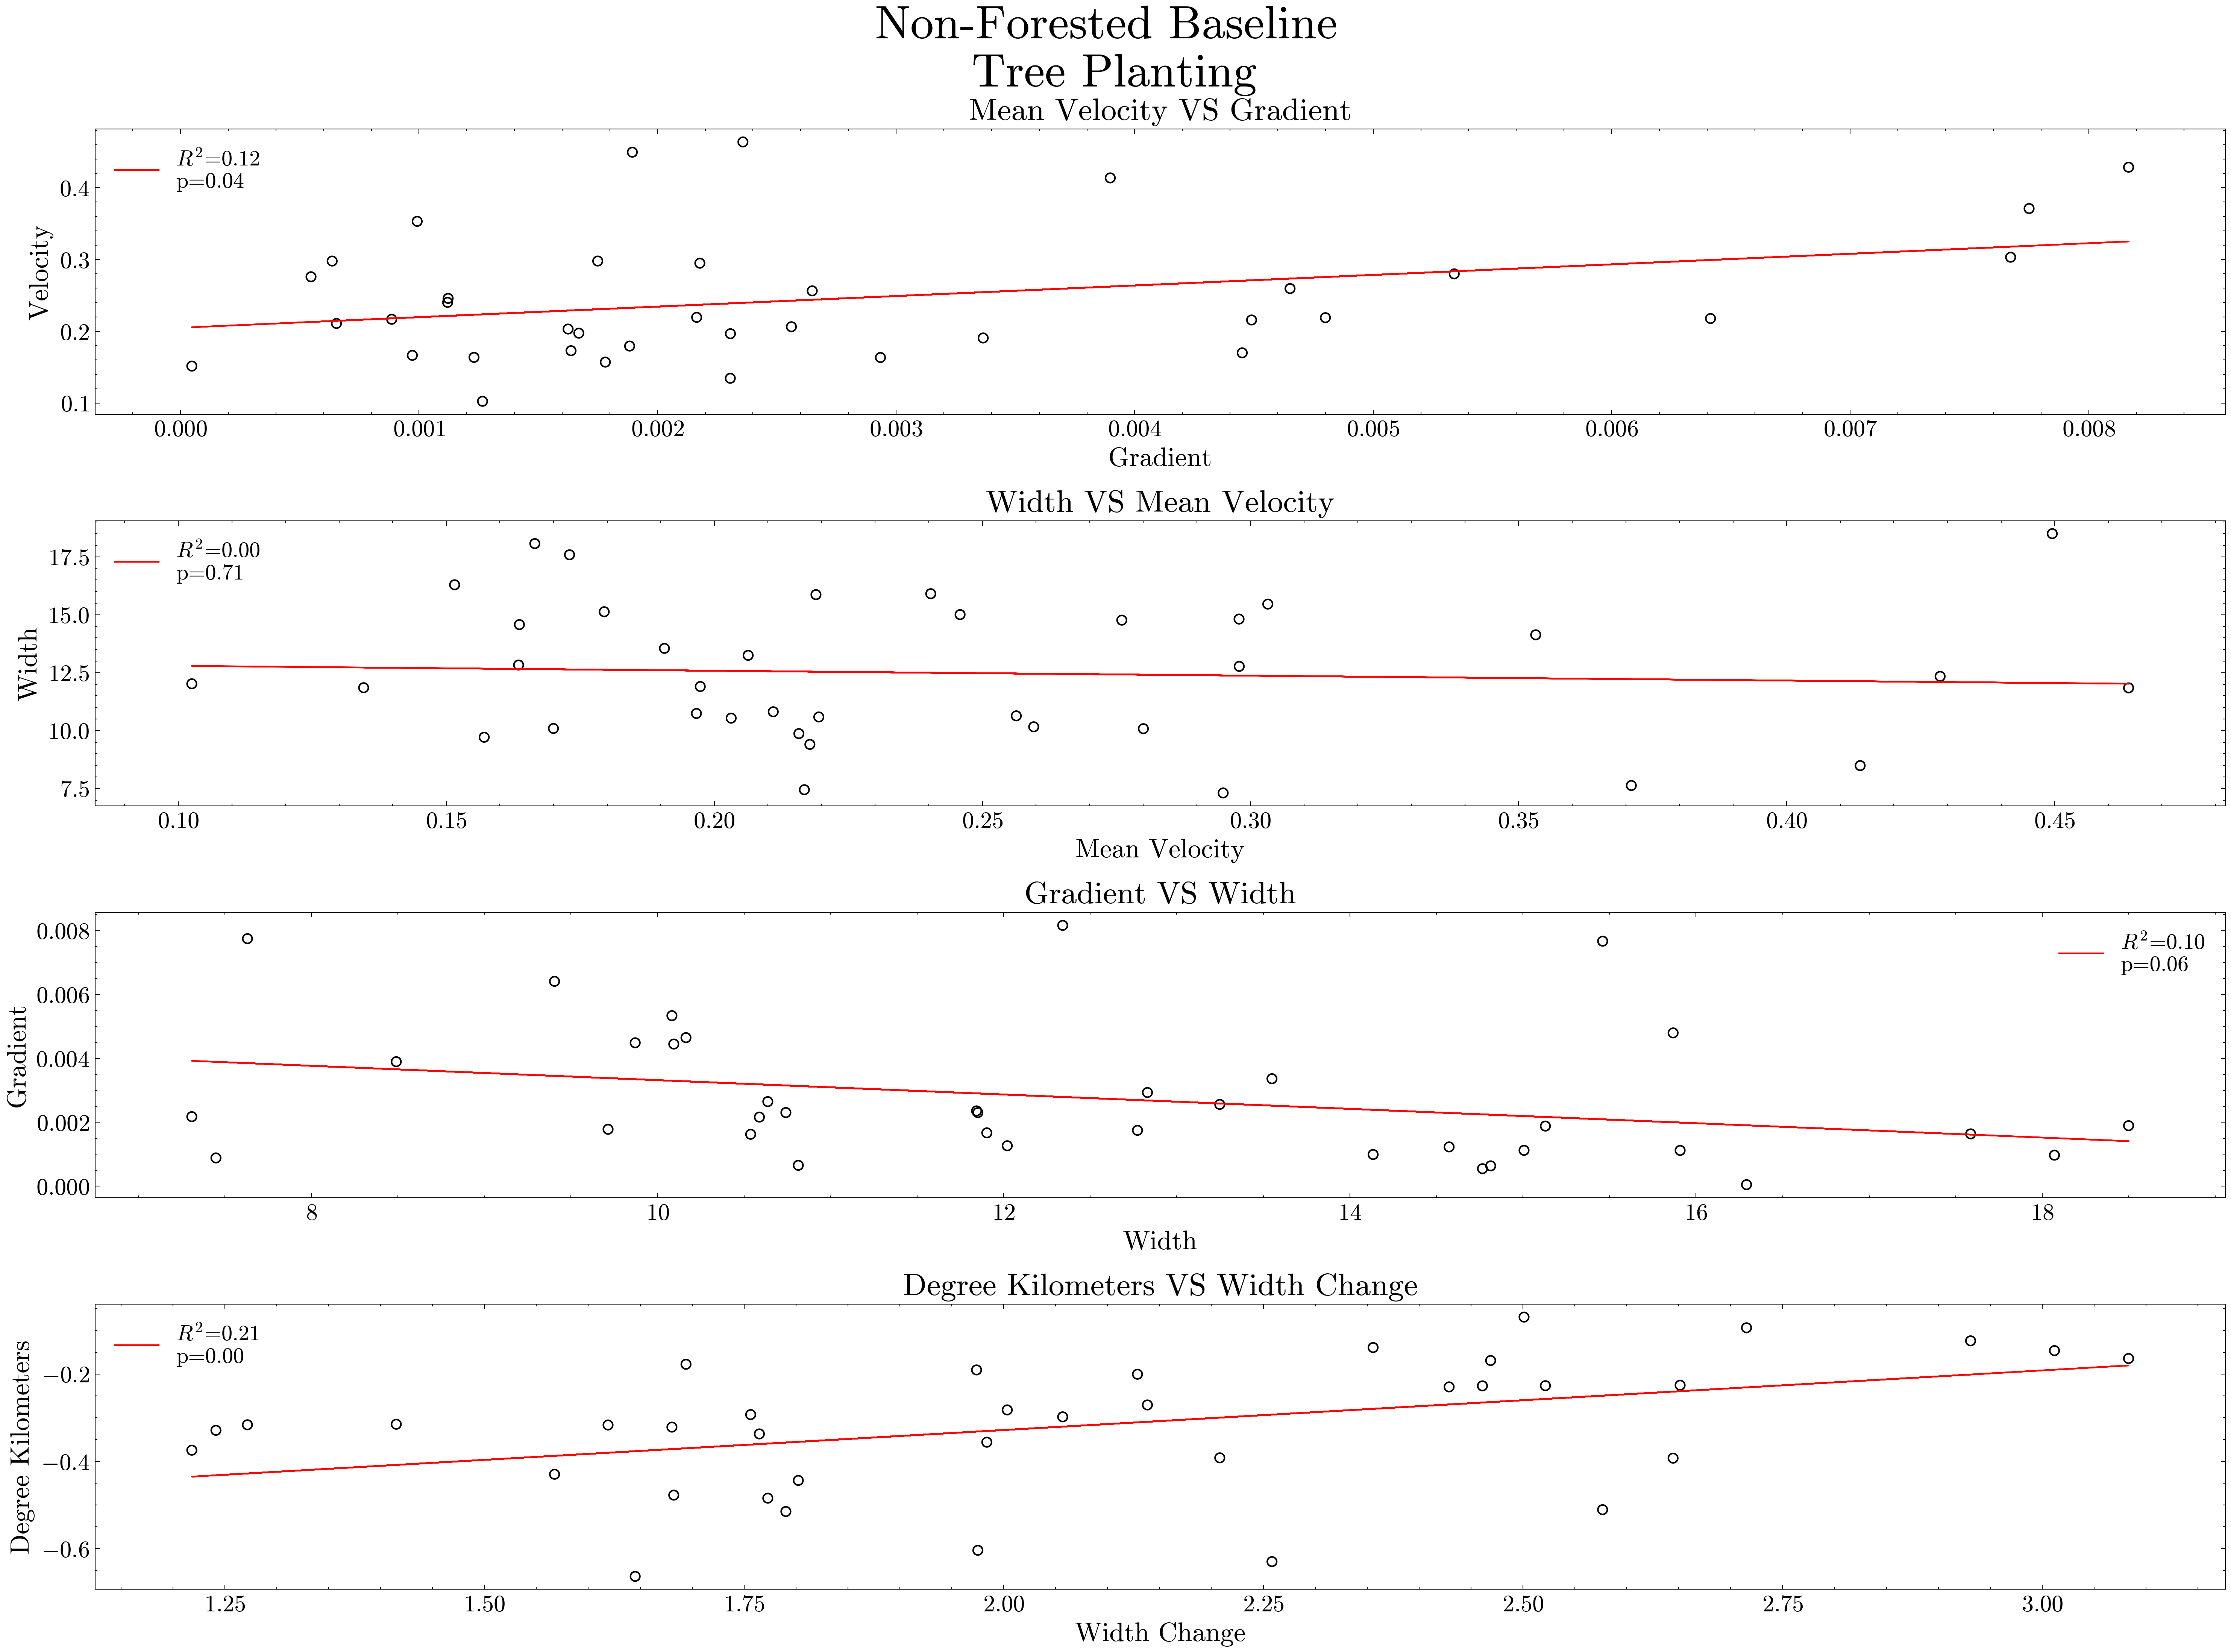 Non-Forested Baseline
Tree Planting
Mean Velocity VS Gradient
R²=0.12
p=0.04
0.4
0.3
0.2
0.1
Velocity
0.000 0.001 0.002 0.003 0.004 0.005 0.006 0.007 0.008
Gradient
Width VS Mean Velocity
R²=0.00
p=0.71
17.5
15.0
12.5
10.0
7.5
Width
0.10 0.15 0.20 0.25 0.30 0.35 0.40 0.45
Mean Velocity
Gradient VS Width
R²=0.10
p=0.06
0.008
0.006
0.004
0.002
0.000
Gradient
8 10 12 14 16 18
Width
Degree Kilometers VS Width Change
R²=0.21
p=0.00
−0.2
−0.4
−0.6
Degree Kilometers
1.25 1.50 1.75 2.00 2.25 2.50 2.75 3.00
Width Change